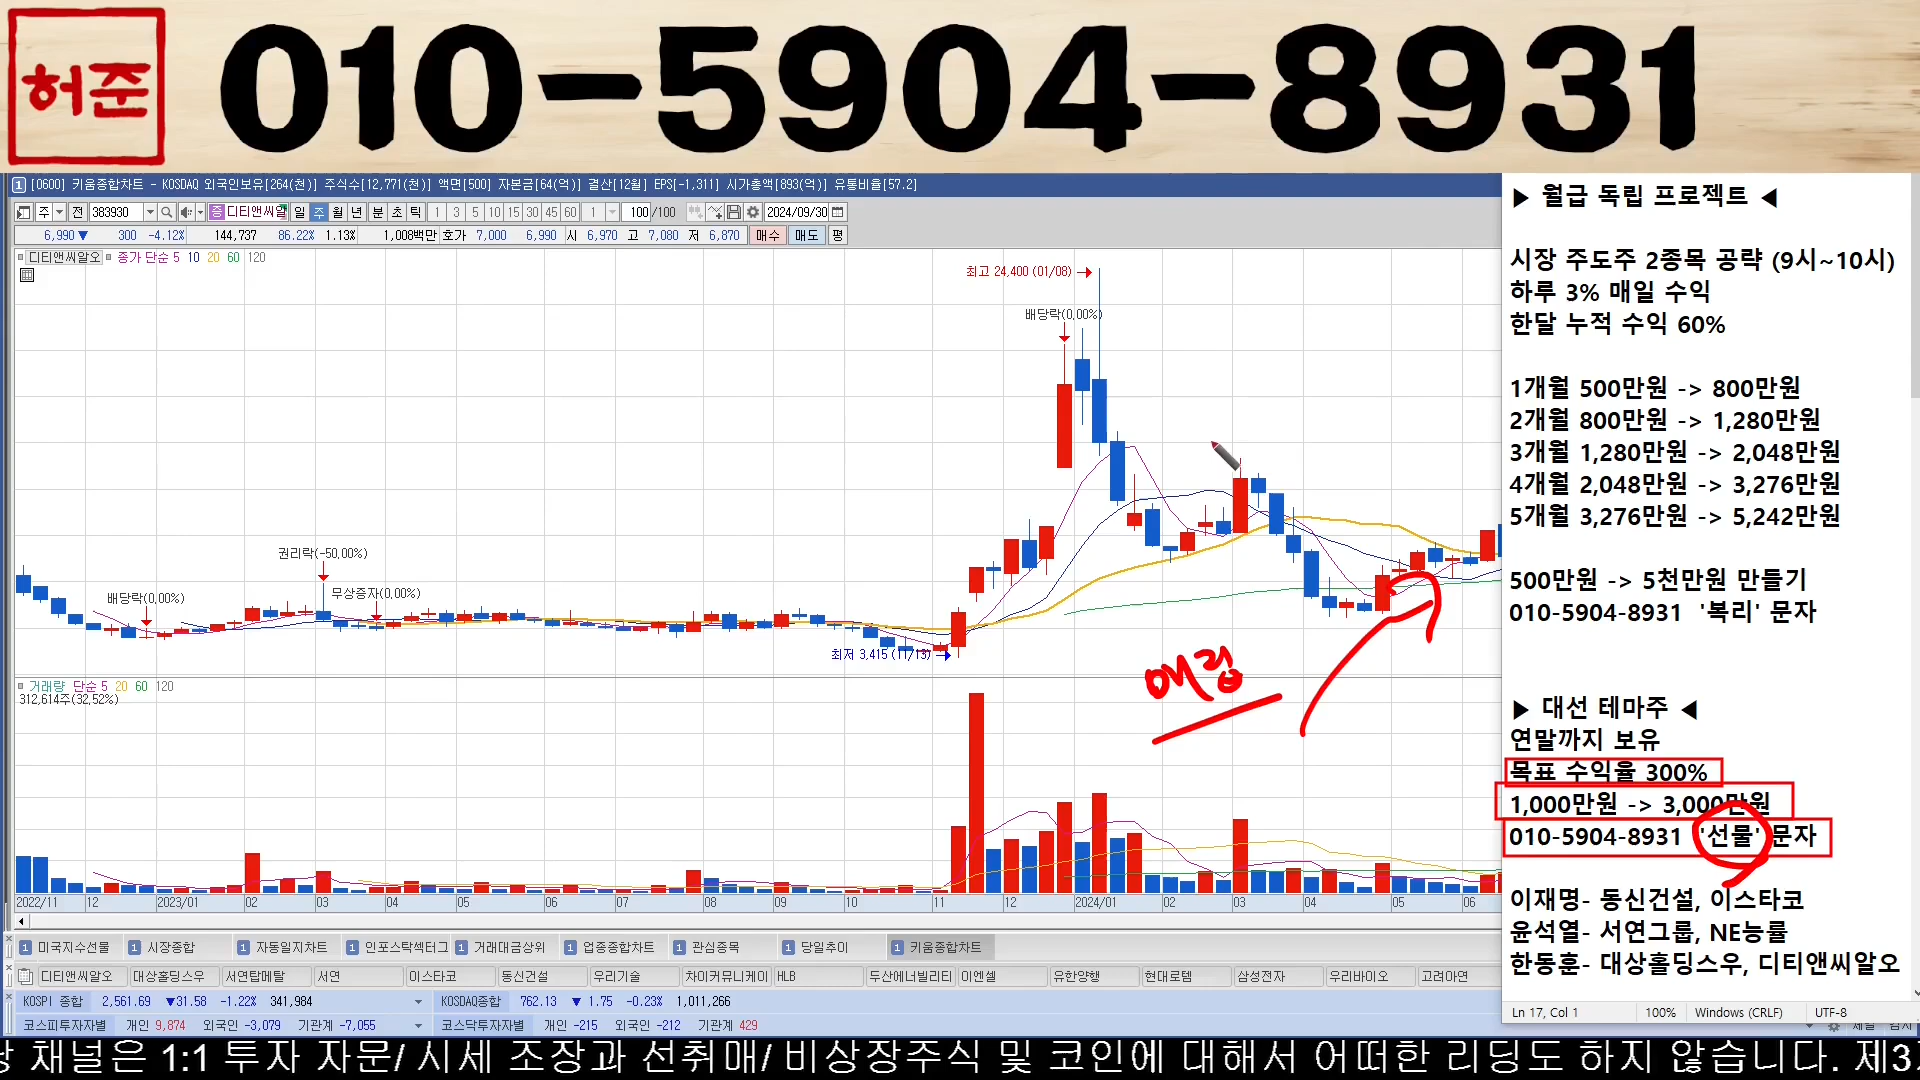 허준
010-5904-8931
1 [0600] 키움종합차트 - KOSDAQ 외국인보유[264(천)] 주식수[12,771(천)] 액면[500] 자본금[64(억)] 결산[12월] EPS[-1,311] 시가총액[893(억)] 유통비율[57.2]
주 전 383930 증 디티앤씨알 일 주 월 년 분 초 틱 1 3 5 10 15 30 45 60 1 100 /100 2024/09/30
6,990 ▼ 300 -4.12% 144,737 86.22% 1.13% 1,008백만 호가 7,000 6,990 시 6,970 고 7,080 저 6,870 매수 매도 평
디티앤씨알오 종가 단순 5 10 20 60 120
최고 24,400 (01/08)
배당락(0,00%)
권리락(-50,00%)
무상증자(0,00%)
배당락(0,00%)
최저 3,415 (11/13)
매집
거래량 단순 5 20 60 120
312,614주(32,52%)
2022/11 12 2023/01 02 03 04 05 06 07 08 09 10 11 12 2024/01 02 03 04 05 06
1 미국지수선물 1 시장종합 1 자동일지차트 1 인포스탁섹터그 1 거래대금상위 1 업종종합차트 1 관심종목 1 당일추이 1 키움종합차트
디티앤씨알오 대상홀딩스우 서연탑메탈 서연 이스타코 동신건설 우리기술 차이커뮤니케이 HLB 두산에너빌리티 이엔셀 유한양행 현대로템 삼성전자 우리바이오 고려아연
KOSPI 종합 2,561.69 ▼31.58 -1.22% 341,984 KOSDAQ종합 762.13 ▼ 1.75 -0.23% 1,011,266
코스피투자자별 개인 9,874 외국인 -3,079 기관계 -7,055 코스닥투자자별 개인 -215 외국인 -212 기관계 429
▶ 월급 독립 프로젝트 ◀
시장 주도주 2종목 공략 (9시~10시)
하루 3% 매일 수익
한달 누적 수익 60%
1개월 500만원 -> 800만원
2개월 800만원 -> 1,280만원
3개월 1,280만원 -> 2,048만원
4개월 2,048만원 -> 3,276만원
5개월 3,276만원 -> 5,242만원
500만원 -> 5천만원 만들기
010-5904-8931 '복리' 문자
▶ 대선 테마주 ◀
연말까지 보유
목표 수익율 300%
1,000만원 -> 3,000만원
010-5904-8931 '선물' 문자
이재명- 동신건설, 이스타코
윤석열- 서연그룹, NE능률
한동훈- 대상홀딩스우, 디티앤씨알오
Ln 17, Col 1 100% Windows (CRLF) UTF-8
채널은 1:1 투자 자문/ 시세 조장과 선취매/ 비상장주식 및 코인에 대해서 어떠한 리딩도 하지 않습니다. 제3